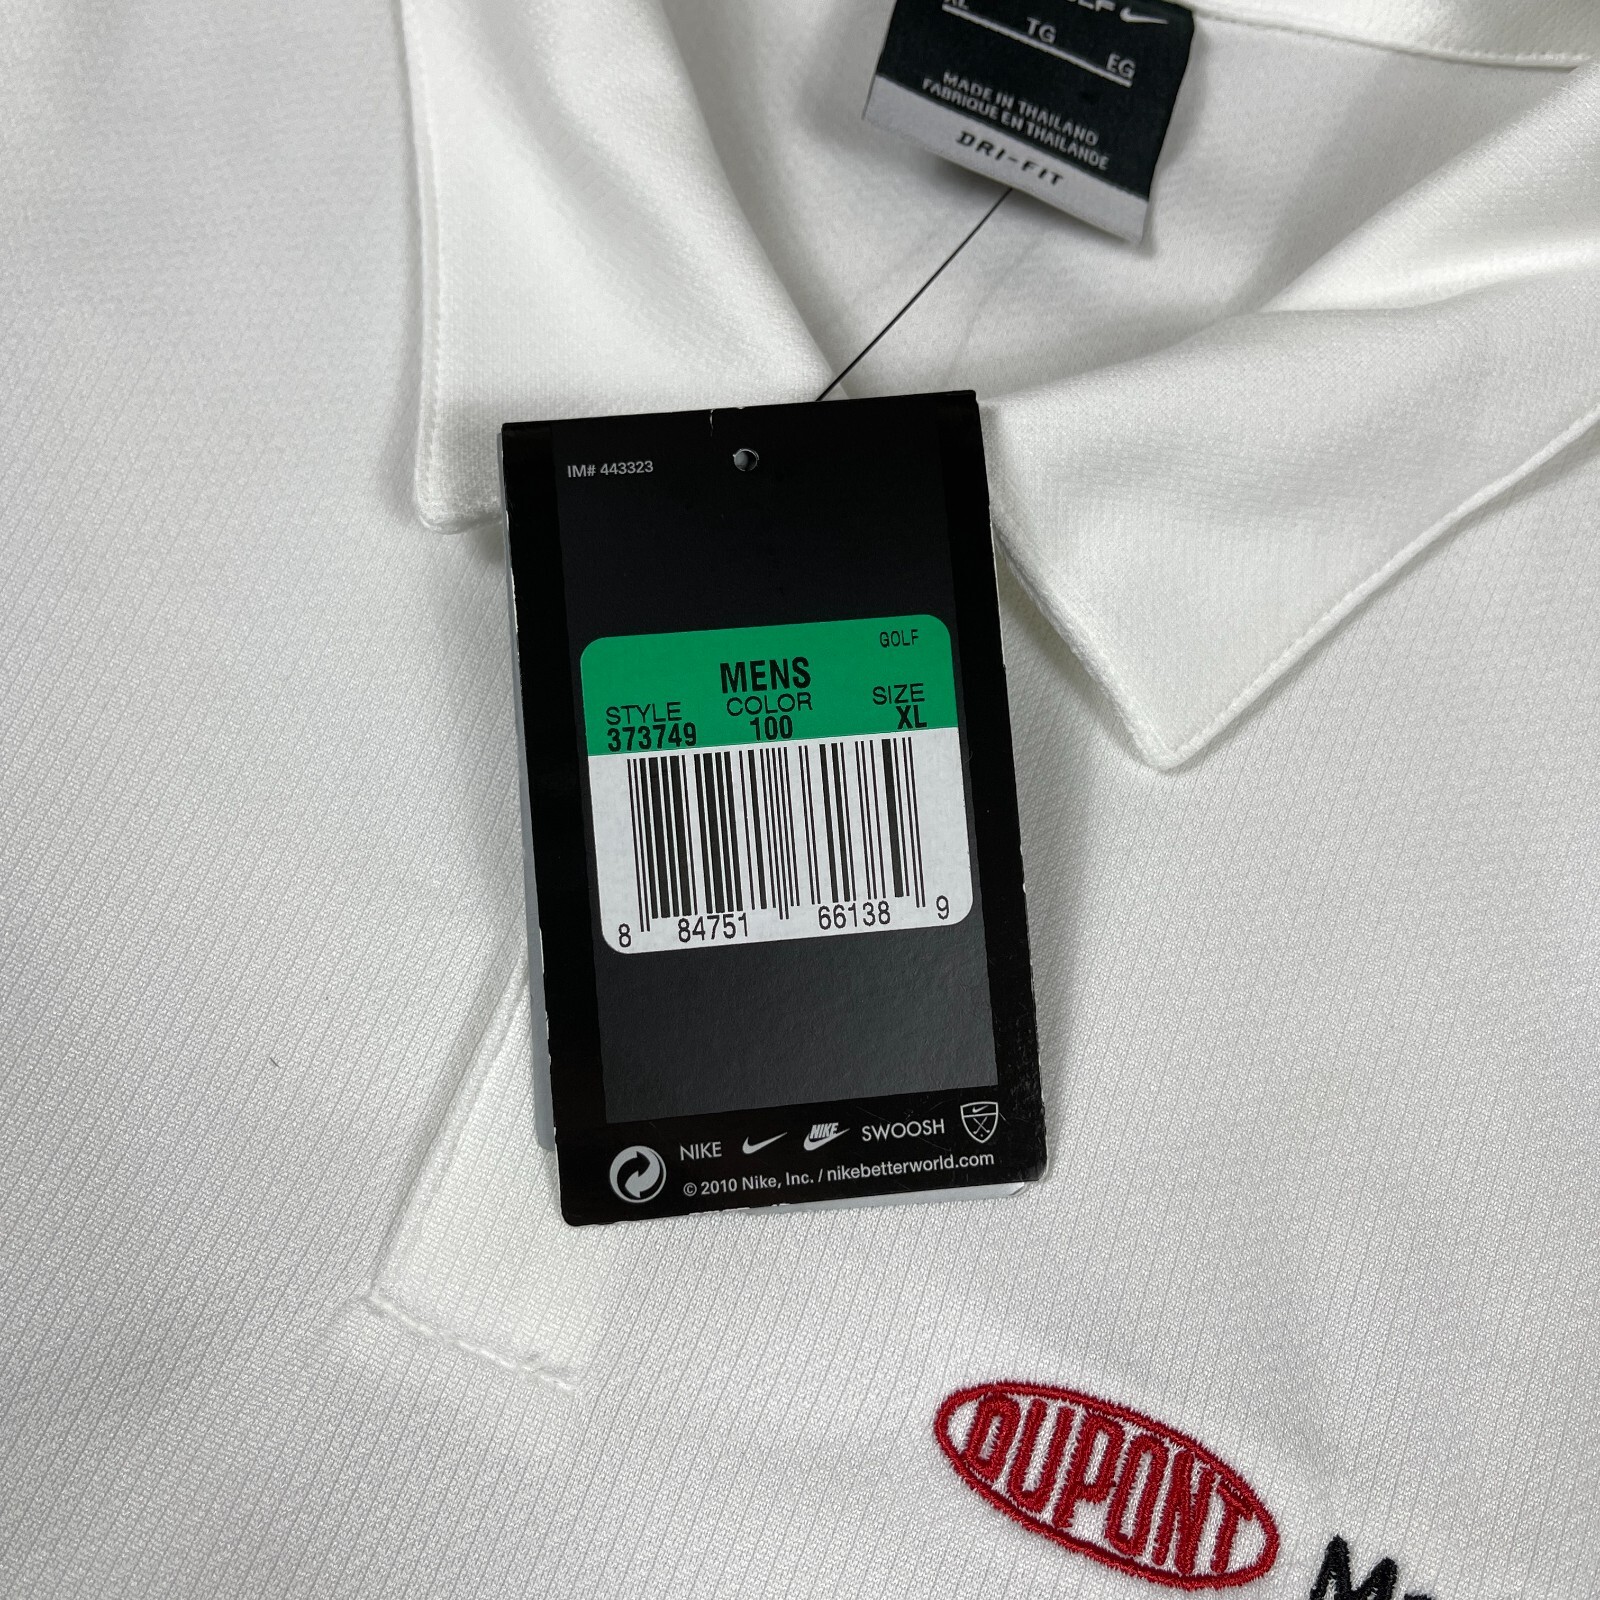 XL
TG
EG
MADE IN THAILAND
FABRIQUE EN THAILANDE
DRI-FIT
IM# 443323
GOLF
MENS
STYLE COLOR SIZE
373749 100 XL
8 84751 66138 9
NIKE NIKE SWOOSH
© 2010 Nike, Inc. / nikebetterworld.com
DUPONT